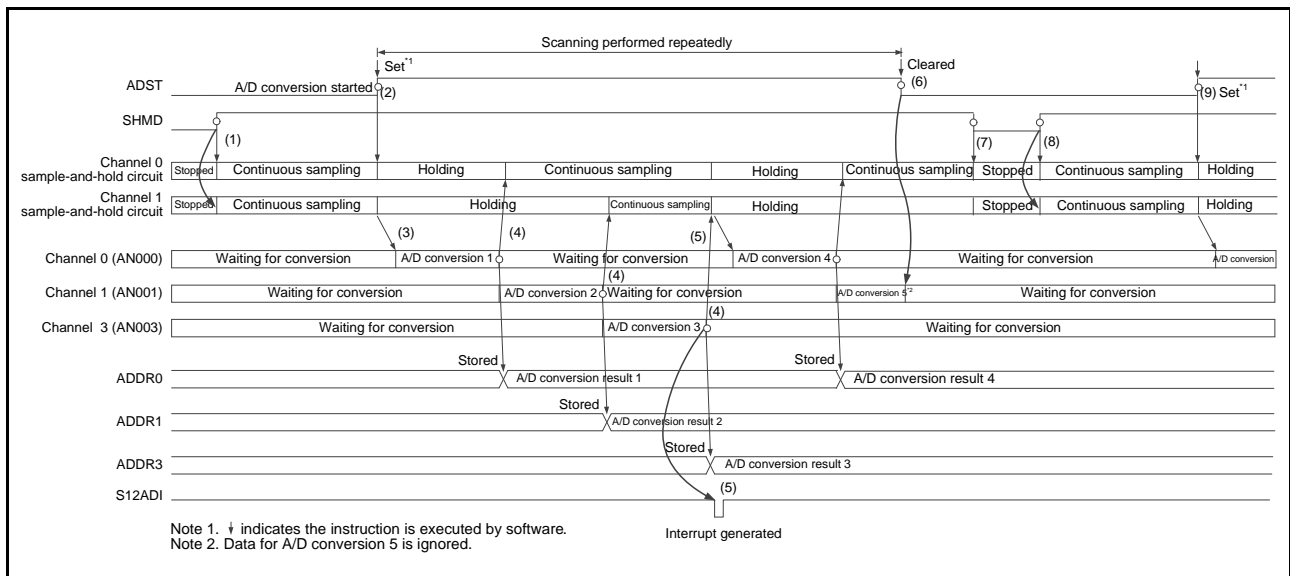 Scanning performed repeatedly
Set*1
Cleared
ADST
A/D conversion started
(2)
(6)
(9) Set*1
SHMD
(1)
(7)
(8)
Channel 0
sample-and-hold circuit
Stopped
Continuous sampling
Holding
Continuous sampling
Holding
Continuous sampling
Stopped
Continuous sampling
Holding
Channel 1
sample-and-hold circuit
Stopped
Continuous sampling
Holding
Continuous sampling
Holding
Stopped
Continuous sampling
Holding
(3)
(4)
(5)
Channel 0 (AN000)
Waiting for conversion
A/D conversion 1
Waiting for conversion
A/D conversion 4
Waiting for conversion
A/D conversion
(4)
Channel 1 (AN001)
Waiting for conversion
A/D conversion 2
Waiting for conversion
A/D conversion 5*2
Waiting for conversion
(4)
Channel 3 (AN003)
Waiting for conversion
A/D conversion 3
Waiting for conversion
Stored
Stored
ADDR0
A/D conversion result 1
A/D conversion result 4
Stored
ADDR1
A/D conversion result 2
Stored
ADDR3
A/D conversion result 3
S12ADI
(5)
Interrupt generated
Note 1. ↓ indicates the instruction is executed by software.
Note 2. Data for A/D conversion 5 is ignored.